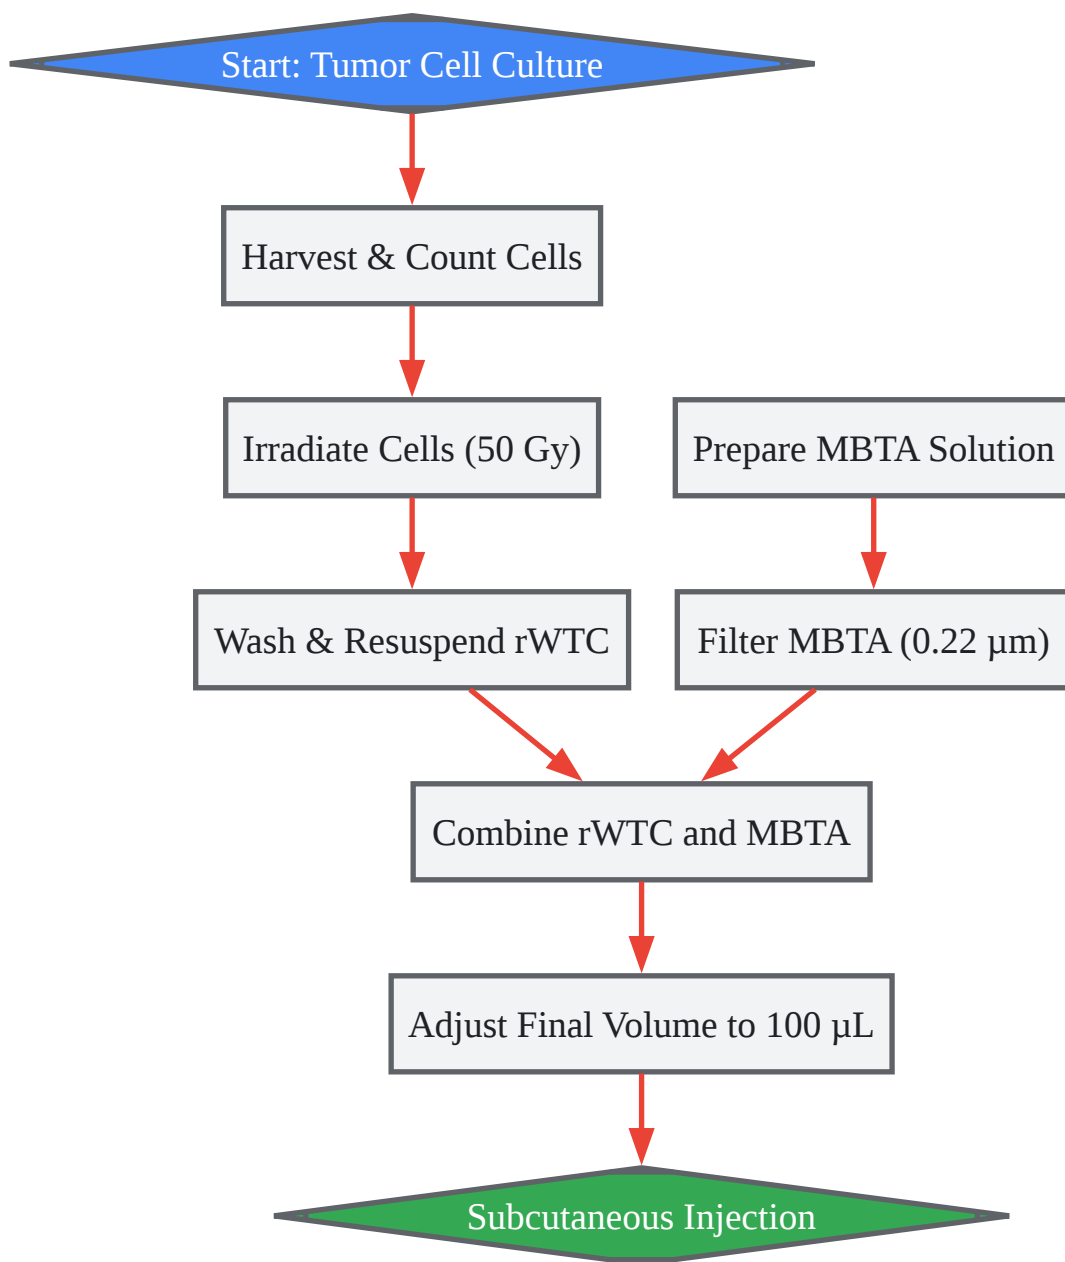 Start: Tumor Cell Culture
Harvest & Count Cells
Irradiate Cells (50 Gy)
Prepare MBTA Solution
Wash & Resuspend rWTC
Filter MBTA (0.22 µm)
Combine rWTC and MBTA
Adjust Final Volume to 100 µL
Subcutaneous Injection